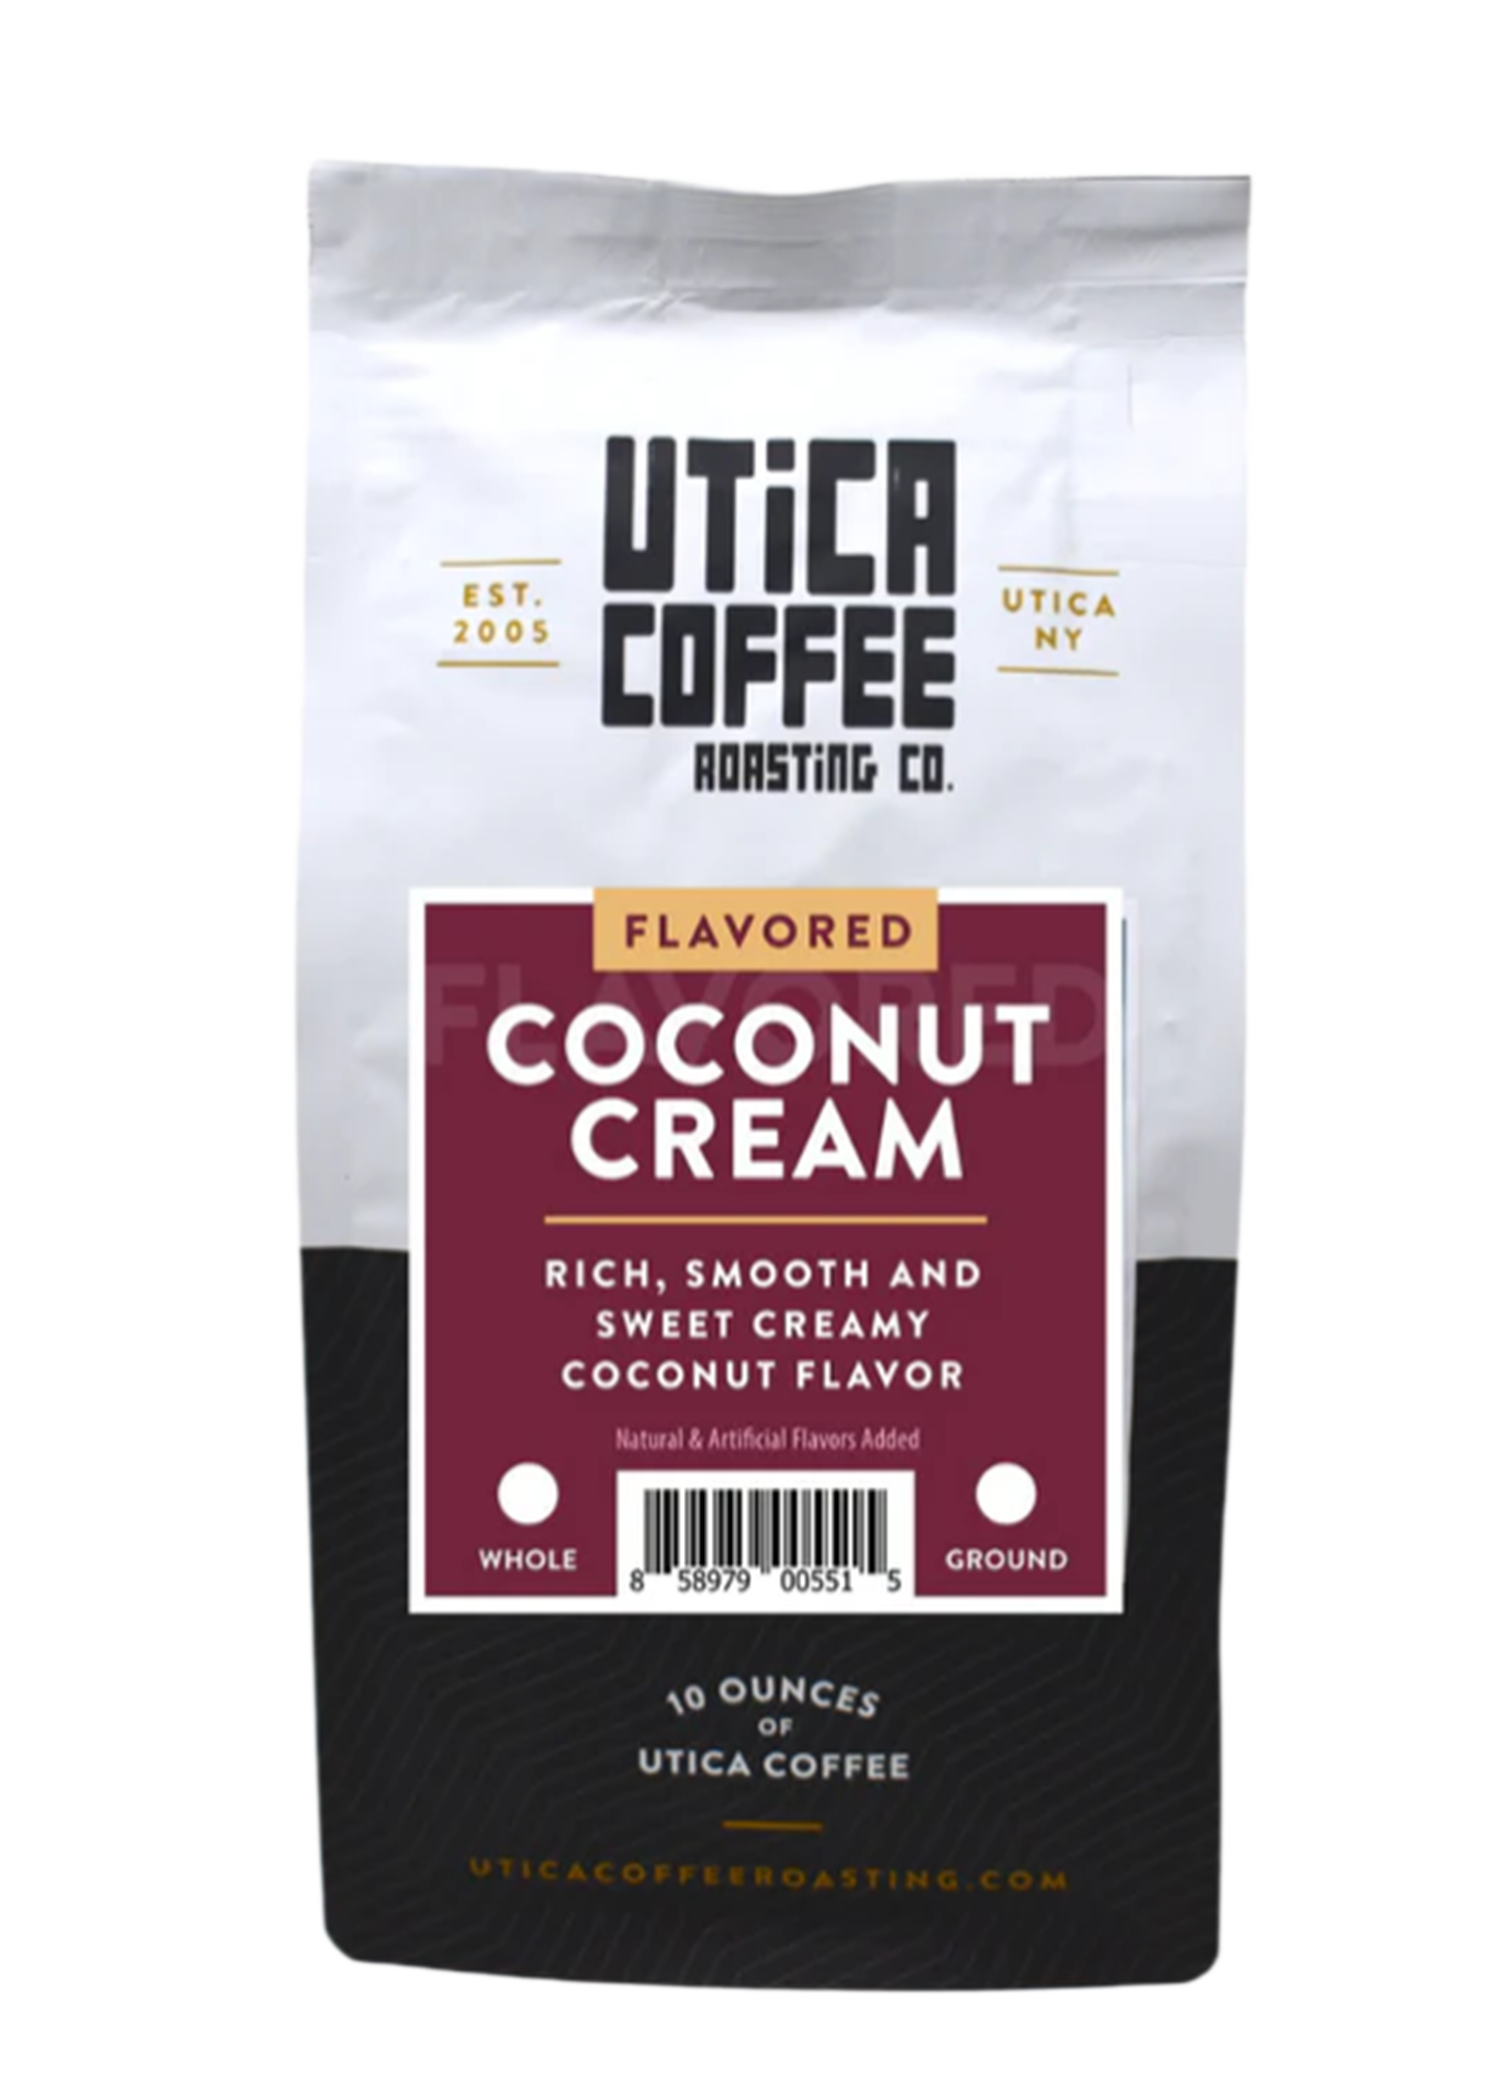 UTiCA
COFFEE
ROASTiNG CO.
EST.
2005
UTICA
NY
FLAVORED
FLAVORED
COCONUT
CREAM
RICH, SMOOTH AND
SWEET CREAMY
COCONUT FLAVOR
Natural & Artificial Flavors Added
WHOLE
8 58979 00551 5
GROUND
10 OUNCES
OF
UTICA COFFEE
UTICACOFFEEROASTING.COM